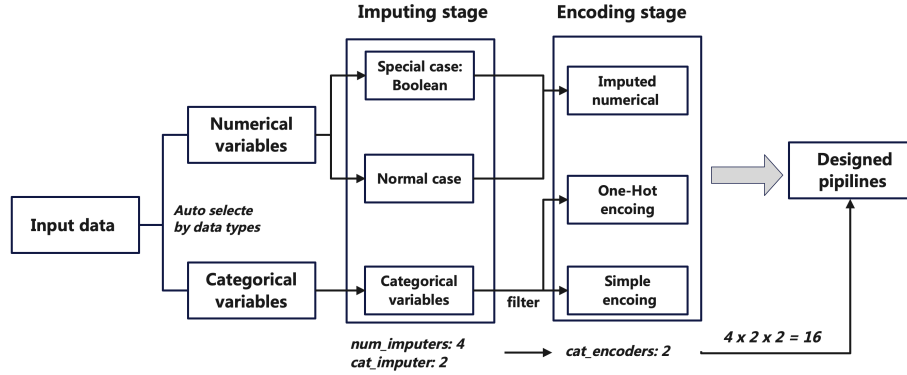 Imputing stage
Encoding stage
Special case:
Boolean
Imputed
numerical
Numerical
variables
Normal case
Designed
pipilines
One-Hot
encoing
Auto selecte
by data types
Input data
Categorical
variables
Categorical
variables
filter
Simple
encoing
num_imputers: 4
cat_imputer: 2
cat_encoders: 2
4 x 2 x 2 = 16